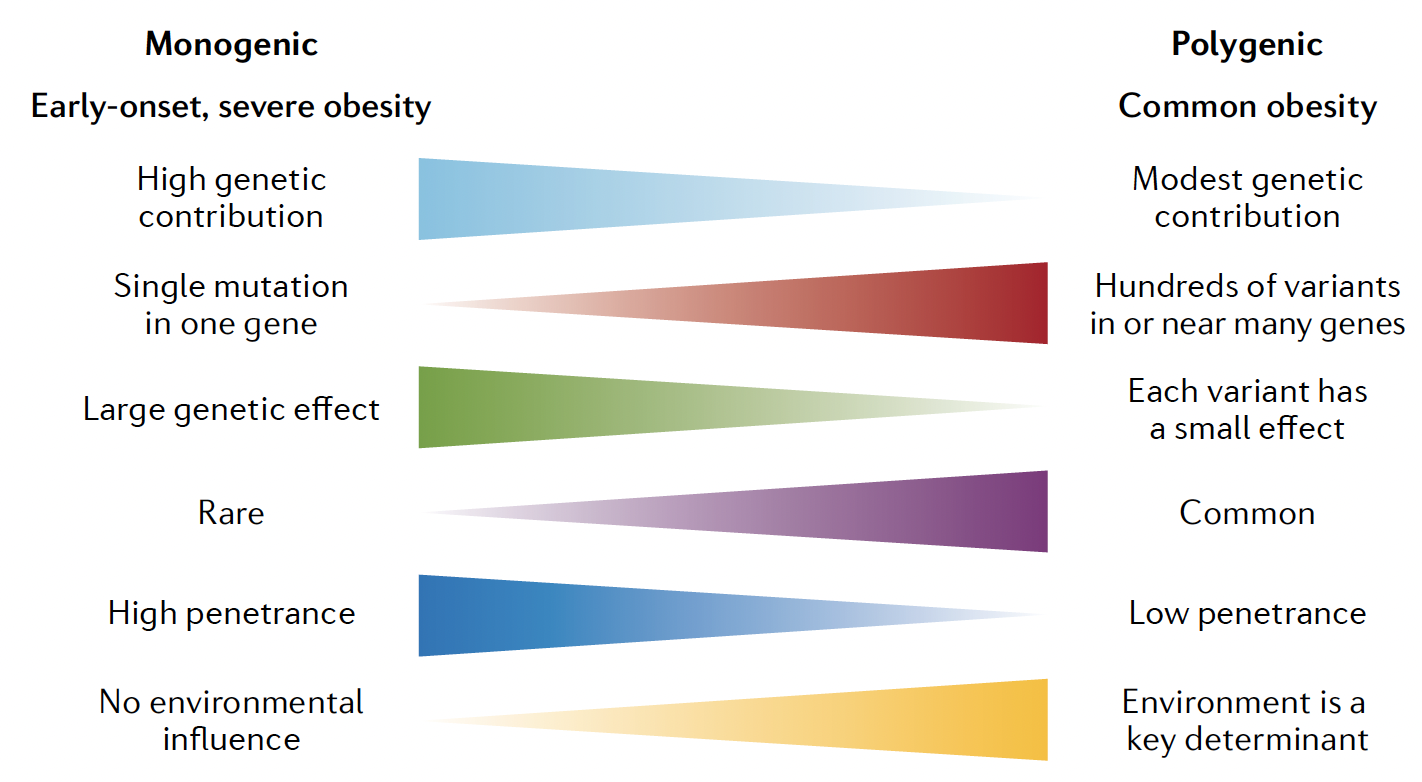 Monogenic
Polygenic
Early-onset, severe obesity
Common obesity
High genetic
contribution
Modest genetic
contribution
Single mutation
in one gene
Hundreds of variants
in or near many genes
Large genetic effect
Each variant has
a small effect
Rare
Common
High penetrance
Low penetrance
No environmental
influence
Environment is a
key determinant